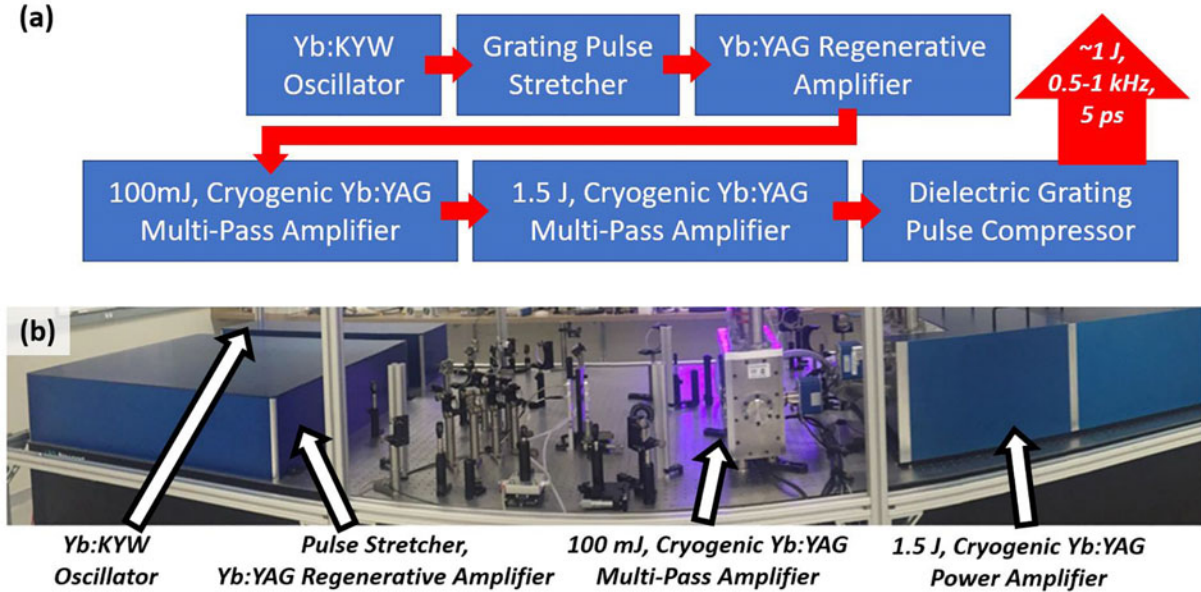 (a)
Yb:KYW
Oscillator
Grating Pulse
Stretcher
Yb:YAG Regenerative
Amplifier
~1 J,
0.5-1 kHz,
5 ps
100mJ, Cryogenic Yb:YAG
Multi-Pass Amplifier
1.5 J, Cryogenic Yb:YAG
Multi-Pass Amplifier
Dielectric Grating
Pulse Compressor
(b)
Yb:KYW
Oscillator
Pulse Stretcher,
Yb:YAG Regenerative Amplifier
100 mJ, Cryogenic Yb:YAG
Multi-Pass Amplifier
1.5 J, Cryogenic Yb:YAG
Power Amplifier